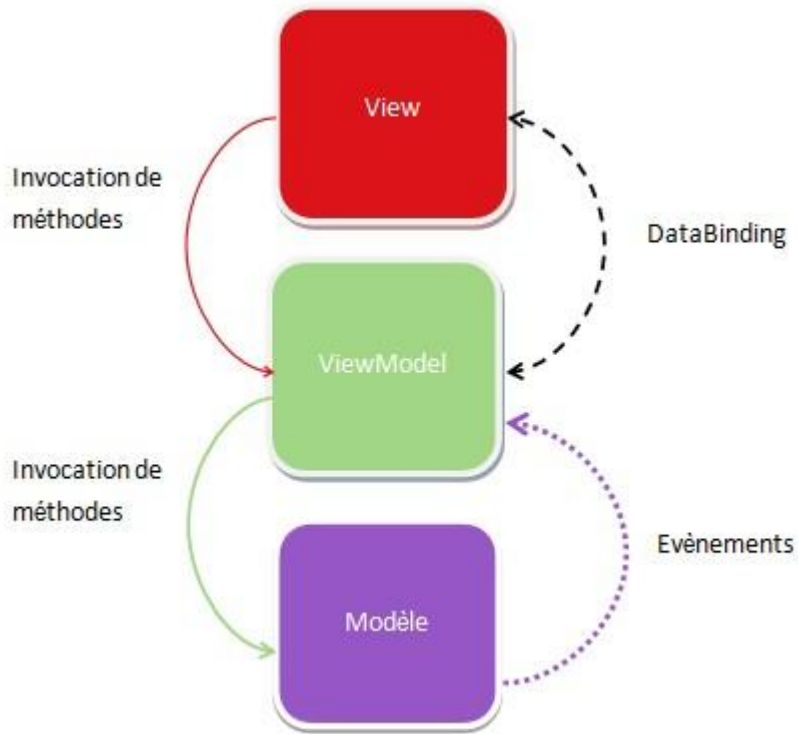 View
Invocation de
méthodes
DataBinding
ViewModel
Invocation de
méthodes
Evènements
Modèle